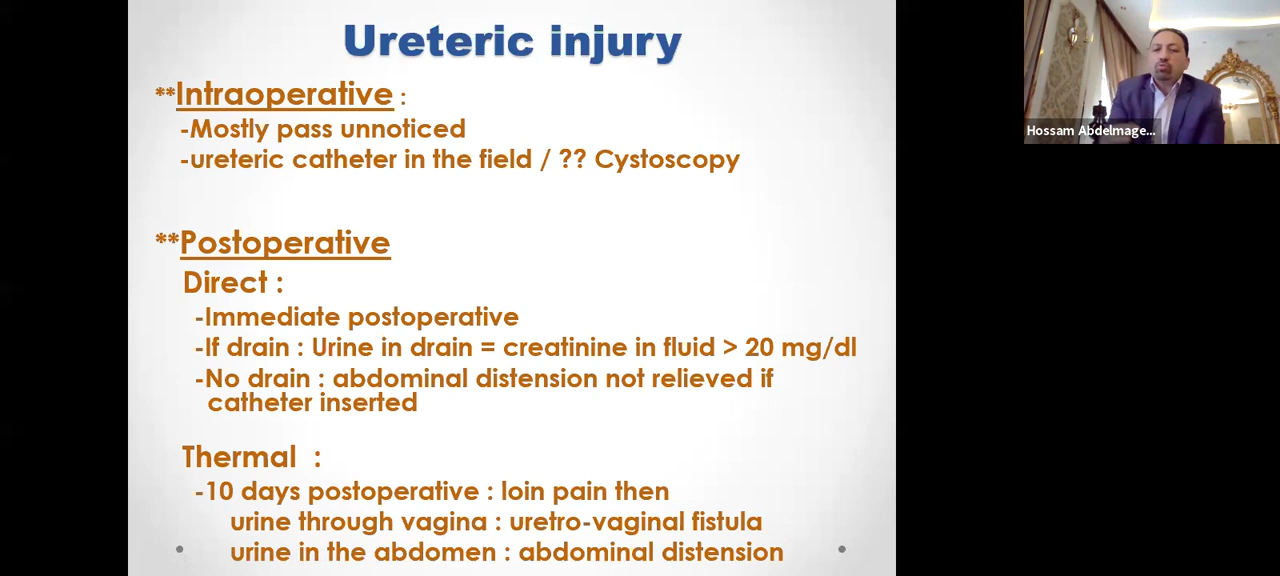 Ureteric injury
**Intraoperative :
-Mostly pass unnoticed
-ureteric catheter in the field / ?? Cystoscopy
**Postoperative
Direct :
-Immediate postoperative
-If drain : Urine in drain = creatinine in fluid > 20 mg/dl
-No drain : abdominal distension not relieved if
catheter inserted
Thermal :
-10 days postoperative : loin pain then
urine through vagina : uretro-vaginal fistula
urine in the abdomen : abdominal distension
Hossam Abdelmage...